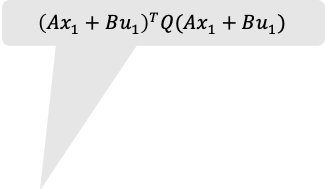 (Ax₁ + Bu₁)ᵀQ(Ax₁ + Bu₁)